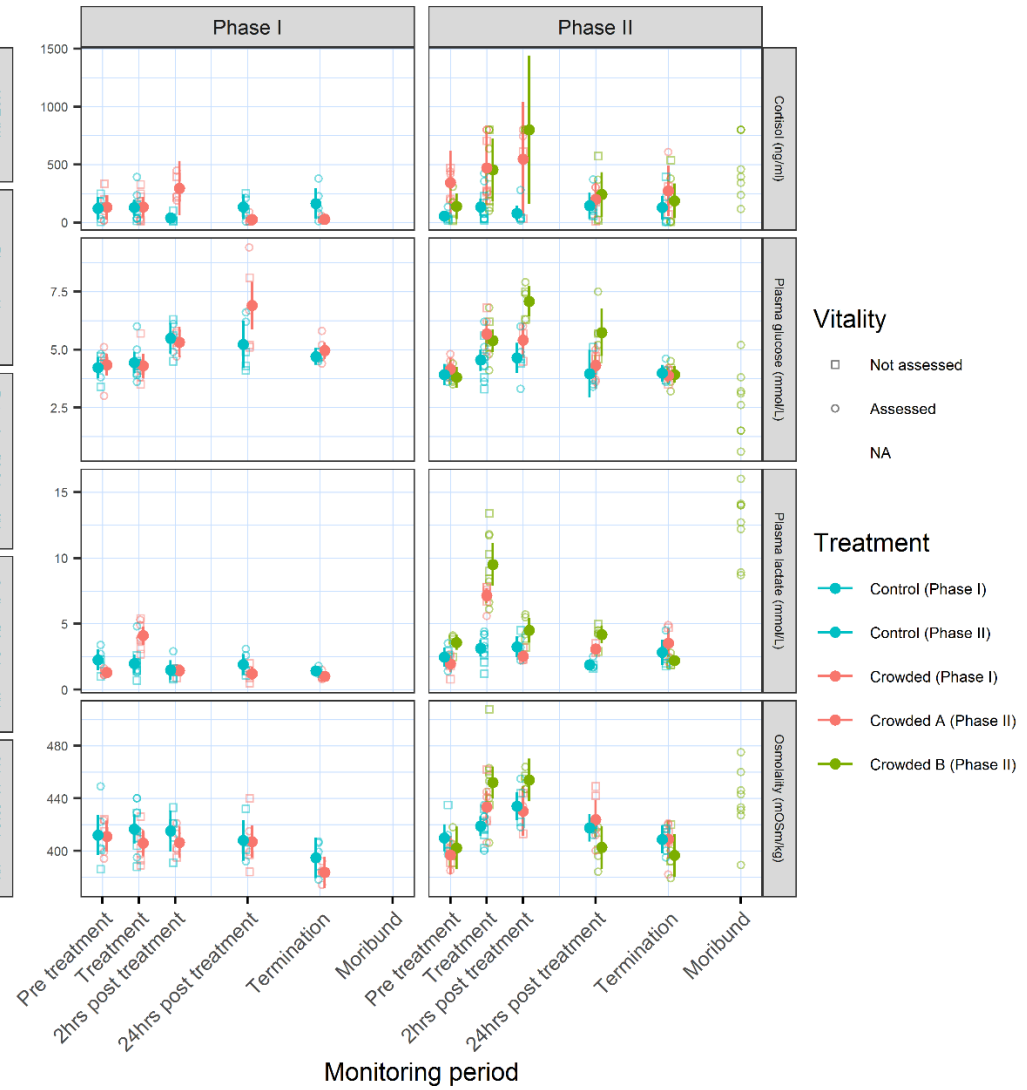 Phase I
Phase II
1500
1000
500
0
Cortisol (ng/ml)
7.5
5.0
2.5
Plasma glucose (mmol/L)
15
10
5
0
Plasma lactate (mmol/L)
480
440
400
Osmolality (mOSm/kg)
Pre treatment
Treatment
2hrs post treatment
24hrs post treatment
Termination
Moribund
Pre treatment
Treatment
2hrs post treatment
24hrs post treatment
Termination
Moribund
Monitoring period
Vitality
Not assessed
Assessed
NA
Treatment
Control (Phase I)
Control (Phase II)
Crowded (Phase I)
Crowded A (Phase II)
Crowded B (Phase II)